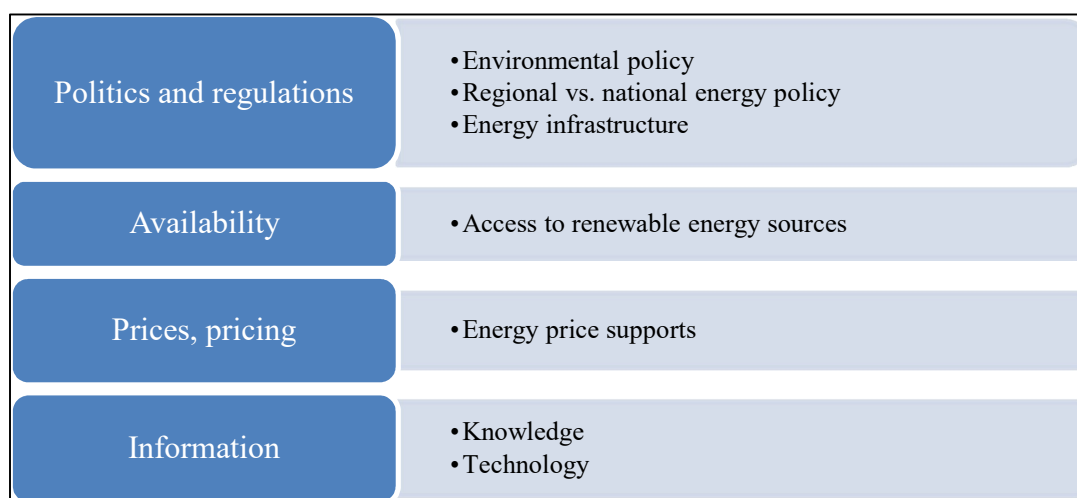 Politics and regulations
•Environmental policy
•Regional vs. national energy policy
•Energy infrastructure
Availability
•Access to renewable energy sources
Prices, pricing
•Energy price supports
Information
•Knowledge
•Technology